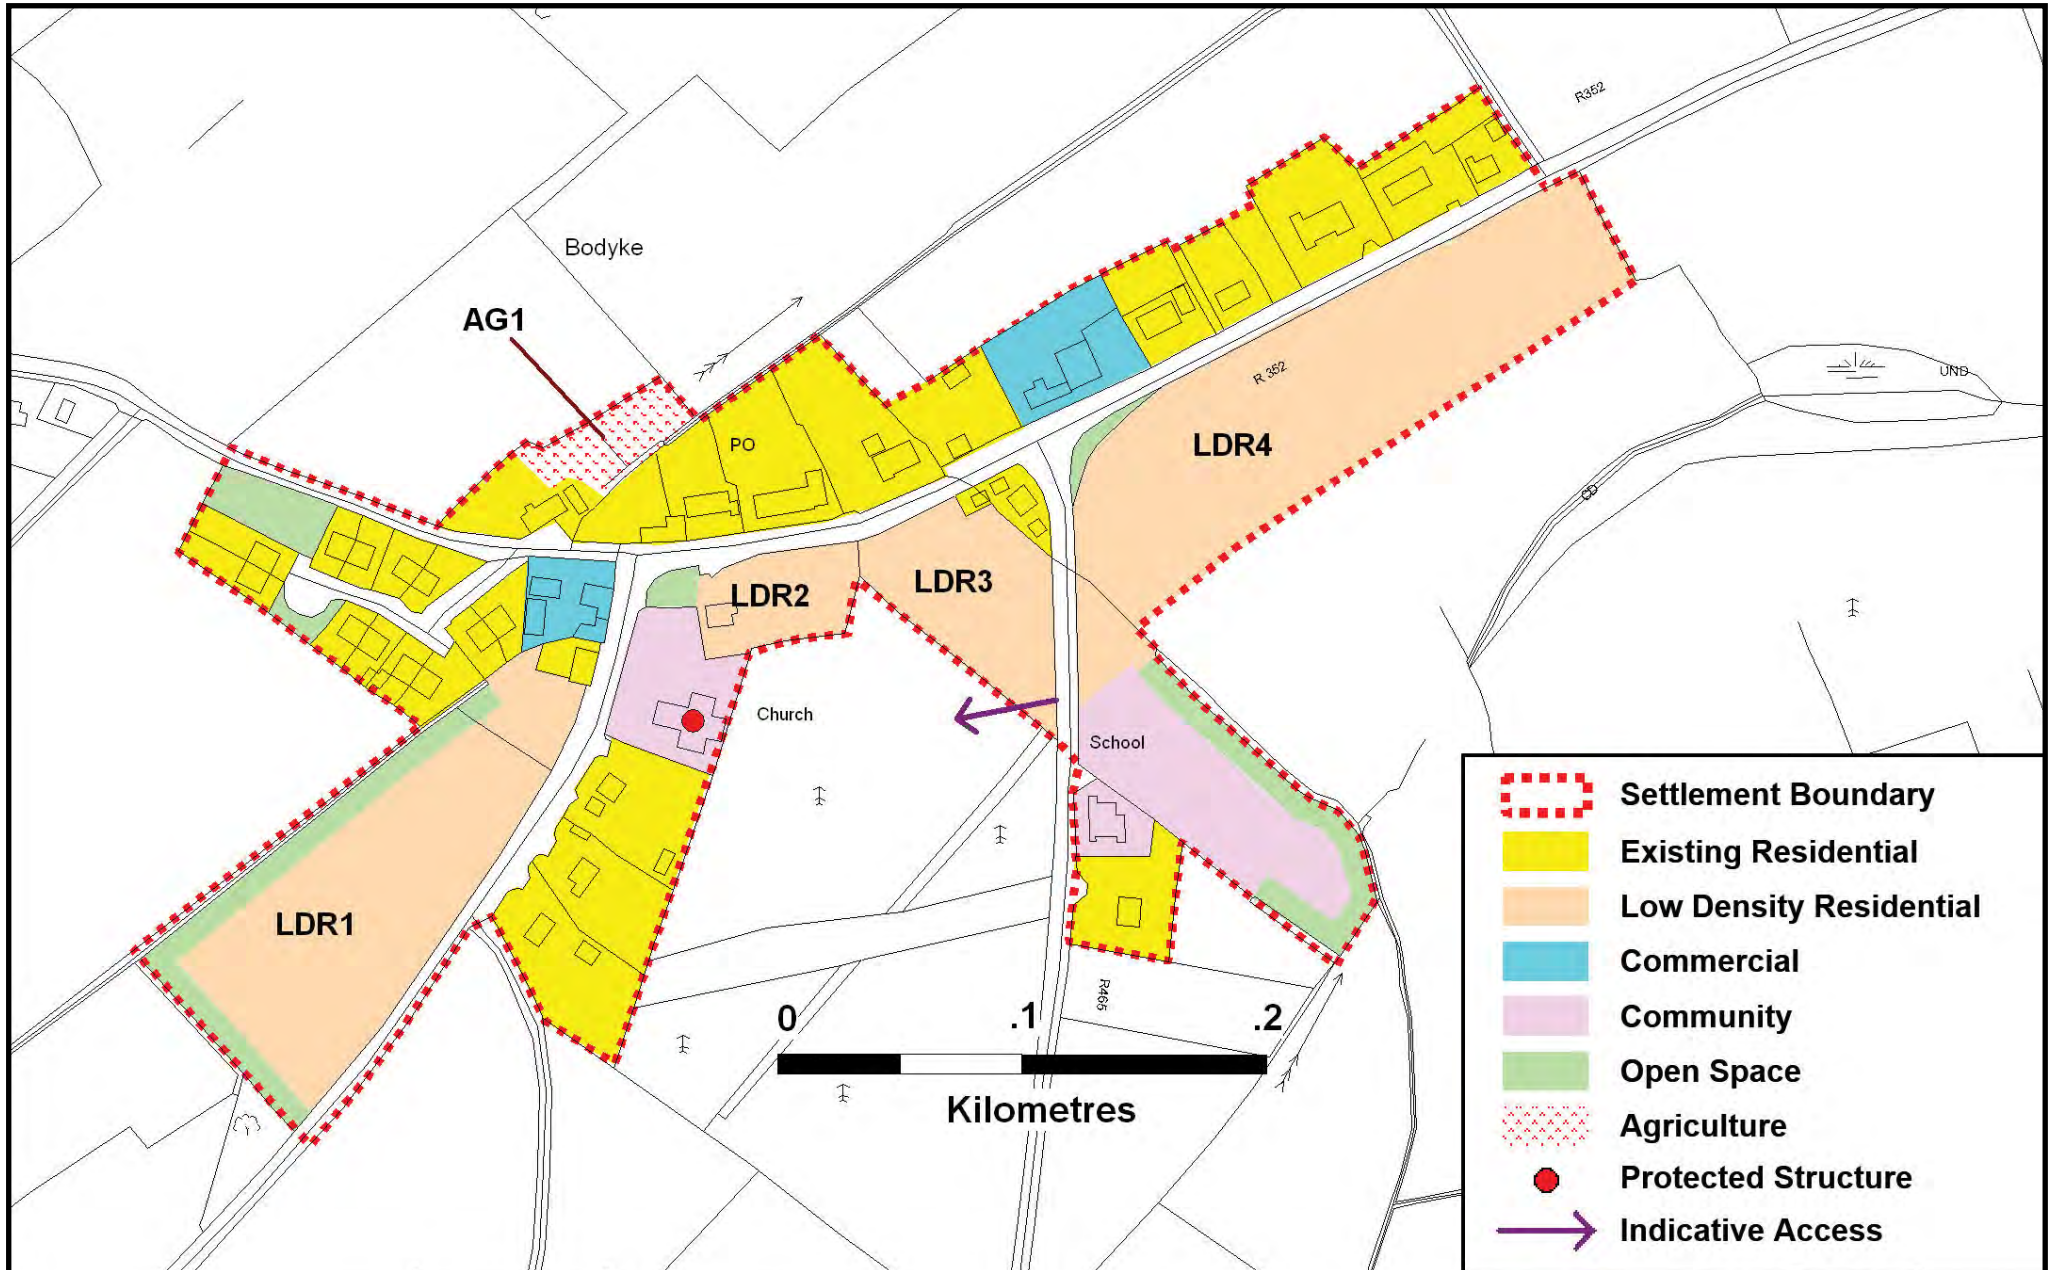 R352
Bodyke
AG1
R 352
UND
PO
LDR4
CD
LDR3
LDR2
Church
School
LDR1
R465
0 .1 .2
Kilometres
Settlement Boundary
Existing Residential
Low Density Residential
Commercial
Community
Open Space
Agriculture
Protected Structure
Indicative Access